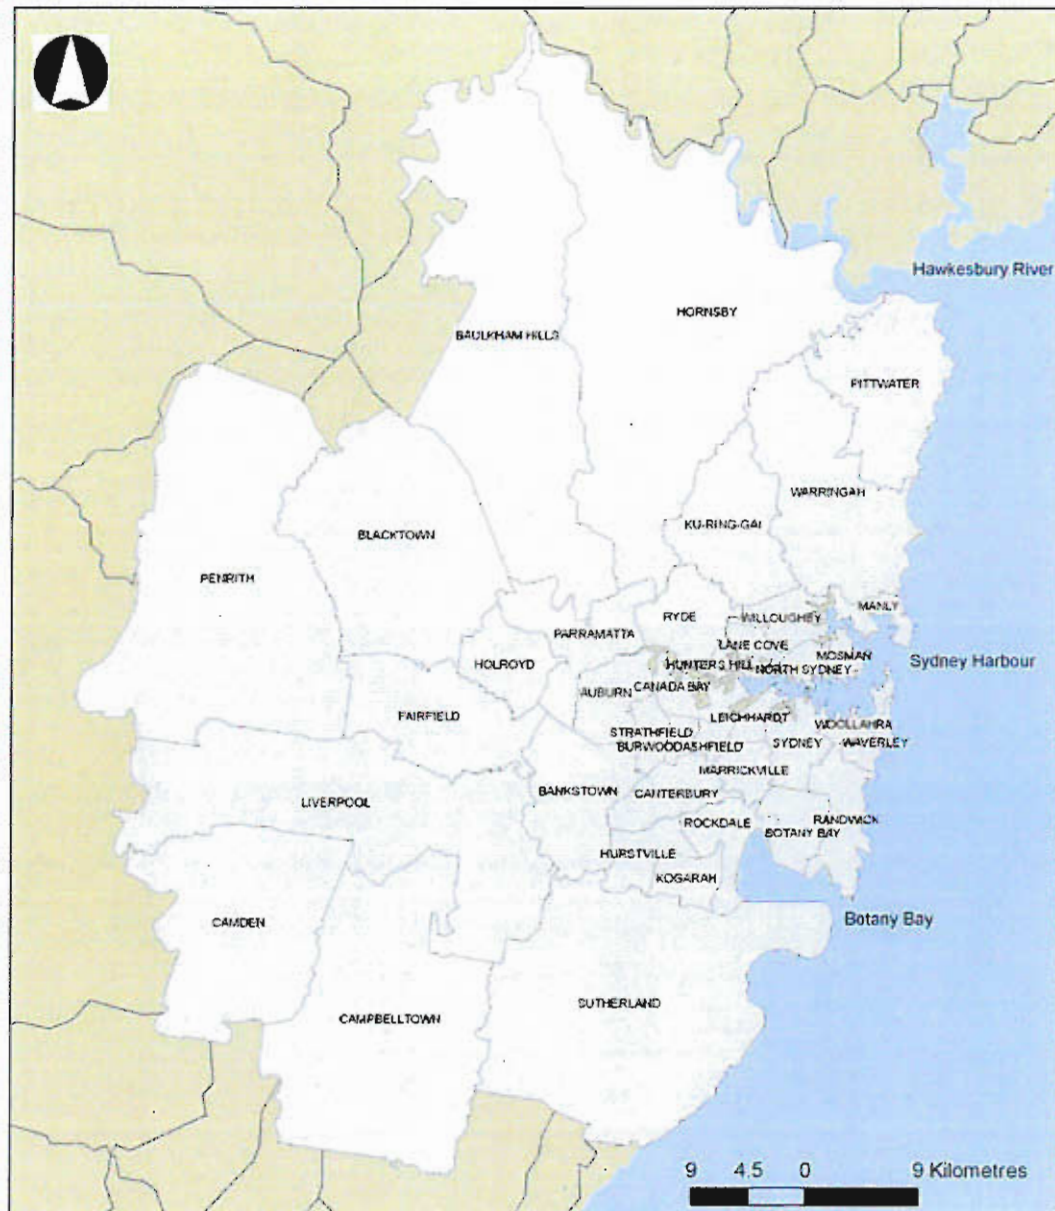 Hawkesbury River
HORNSBY
BAULKHAM HILLS
PITTWATER
WARRINGAH
KU-RING-GAI
BLACKTOWN
PENRITH
MANLY
RYDE
WILLOUGHBY
PARRAMATTA
LANE COVE
MOSMAN
Sydney Harbour
HOLROYD
HUNTERS HILL
NORTH SYDNEY
AUBURN
CANADA BAY
FAIRFIELD
LEICHHARDT
WOOLLAHRA
STRATHFIELD
BURWOOD
ASHFIELD
SYDNEY
WAVERLEY
MARRICKVILLE
LIVERPOOL
BANKSTOWN
CANTERBURY
ROCKDALE
RANDWICK
BOTANY BAY
HURSTVILLE
KOGARAH
CAMDEN
Botany Bay
SUTHERLAND
CAMPBELLTOWN
9 4.5 0 9 Kilometres